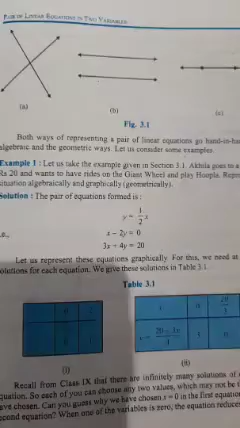 PAIR OF LINEAR EQUATIONS IN TWO VARIABLES
(a)
(b)
(c)
Fig. 3.1
Both ways of representing a pair of linear equations go hand-in-
algebraic and the geometric ways. Let us consider some examples.
Example 1 : Let us take the example given in Section 3.1. Akhila goes to a
Rs 20 and wants to have rides on the Giant Wheel and play Hoopla.
situation algebraically and graphically (geometrically).
Solution : The pair of equations formed is :
y = 1/2 x
i.e.,
x – 2y = 0
3x + 4y = 20
Let us represent these equations graphically. For this, we need at
solutions for each equation. We give these solutions in Table 3.1.
Table 3.1
(i)
(ii)
Recall from Class IX that there are infinitely many solutions of
equation. So each of you can choose any two values, which may not be
have chosen. Can you guess why we have chosen x = 0 in the first equation
second equation? When one of the variables is zero, the equation reduces